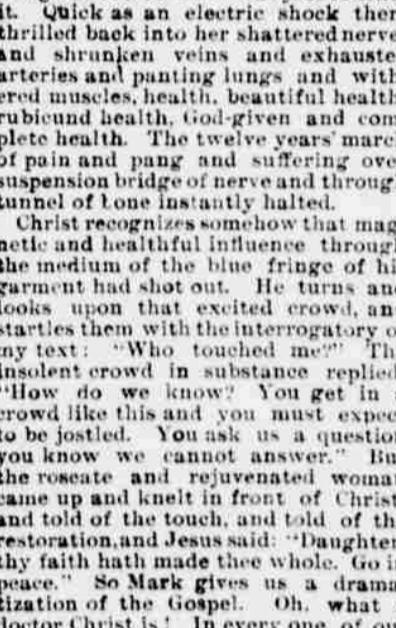 it. Quick as an electric shock ther
thrilled back into her shattered nerve
and shrunken veins and exhauste
arteries and panting lungs and with
ered muscles, health, beautiful health
rubicund health, God-given and com
plete health. The twelve years' marc
of pain and pang and suffering ove
suspension bridge of nerve and throug
tunnel of bone instantly halted.
Christ recognizes somehow that mag
netic and healthful influence throug
the medium of the blue fringe of hi
garment had shot out. He turns an
looks upon that excited crowd, an
startles them with the interrogatory o
my text: "Who touched me?" Th
insolent crowd in substance replied
"How do we know? You get in
crowd like this and you must expec
to be jostled. You ask us a question
you know we cannot answer." Bu
the roseate and rejuvenated woma
came up and knelt in front of Christ
and told of the touch, and told of th
restoration, and Jesus said: "Daughter
thy faith hath made thee whole. Go i
peace." So Mark gives us a drama
tization of the Gospel. Oh, what
doctor Christ is! In every one of ou